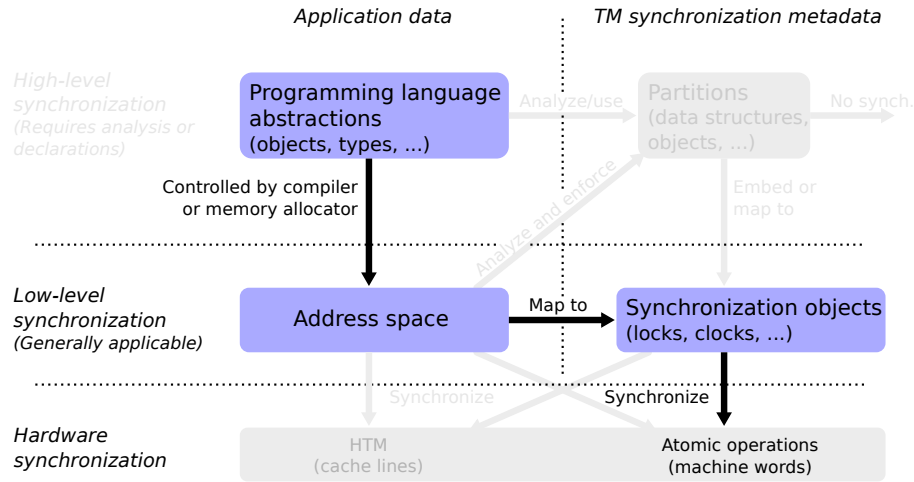 Application data
TM synchronization metadata
High-level
synchronization
(Requires analysis or
declarations)
Programming language
abstractions
(objects, types, ...)
Analyze/use
Partitions
(data structures,
objects, ...)
No synch.
Controlled by compiler
or memory allocator
Analyze and enforce
Embed or
map to
Low-level
synchronization
(Generally applicable)
Address space
Map to
Synchronization objects
(locks, clocks, ...)
Synchronize
Synchronize
Hardware
synchronization
HTM
(cache lines)
Atomic operations
(machine words)